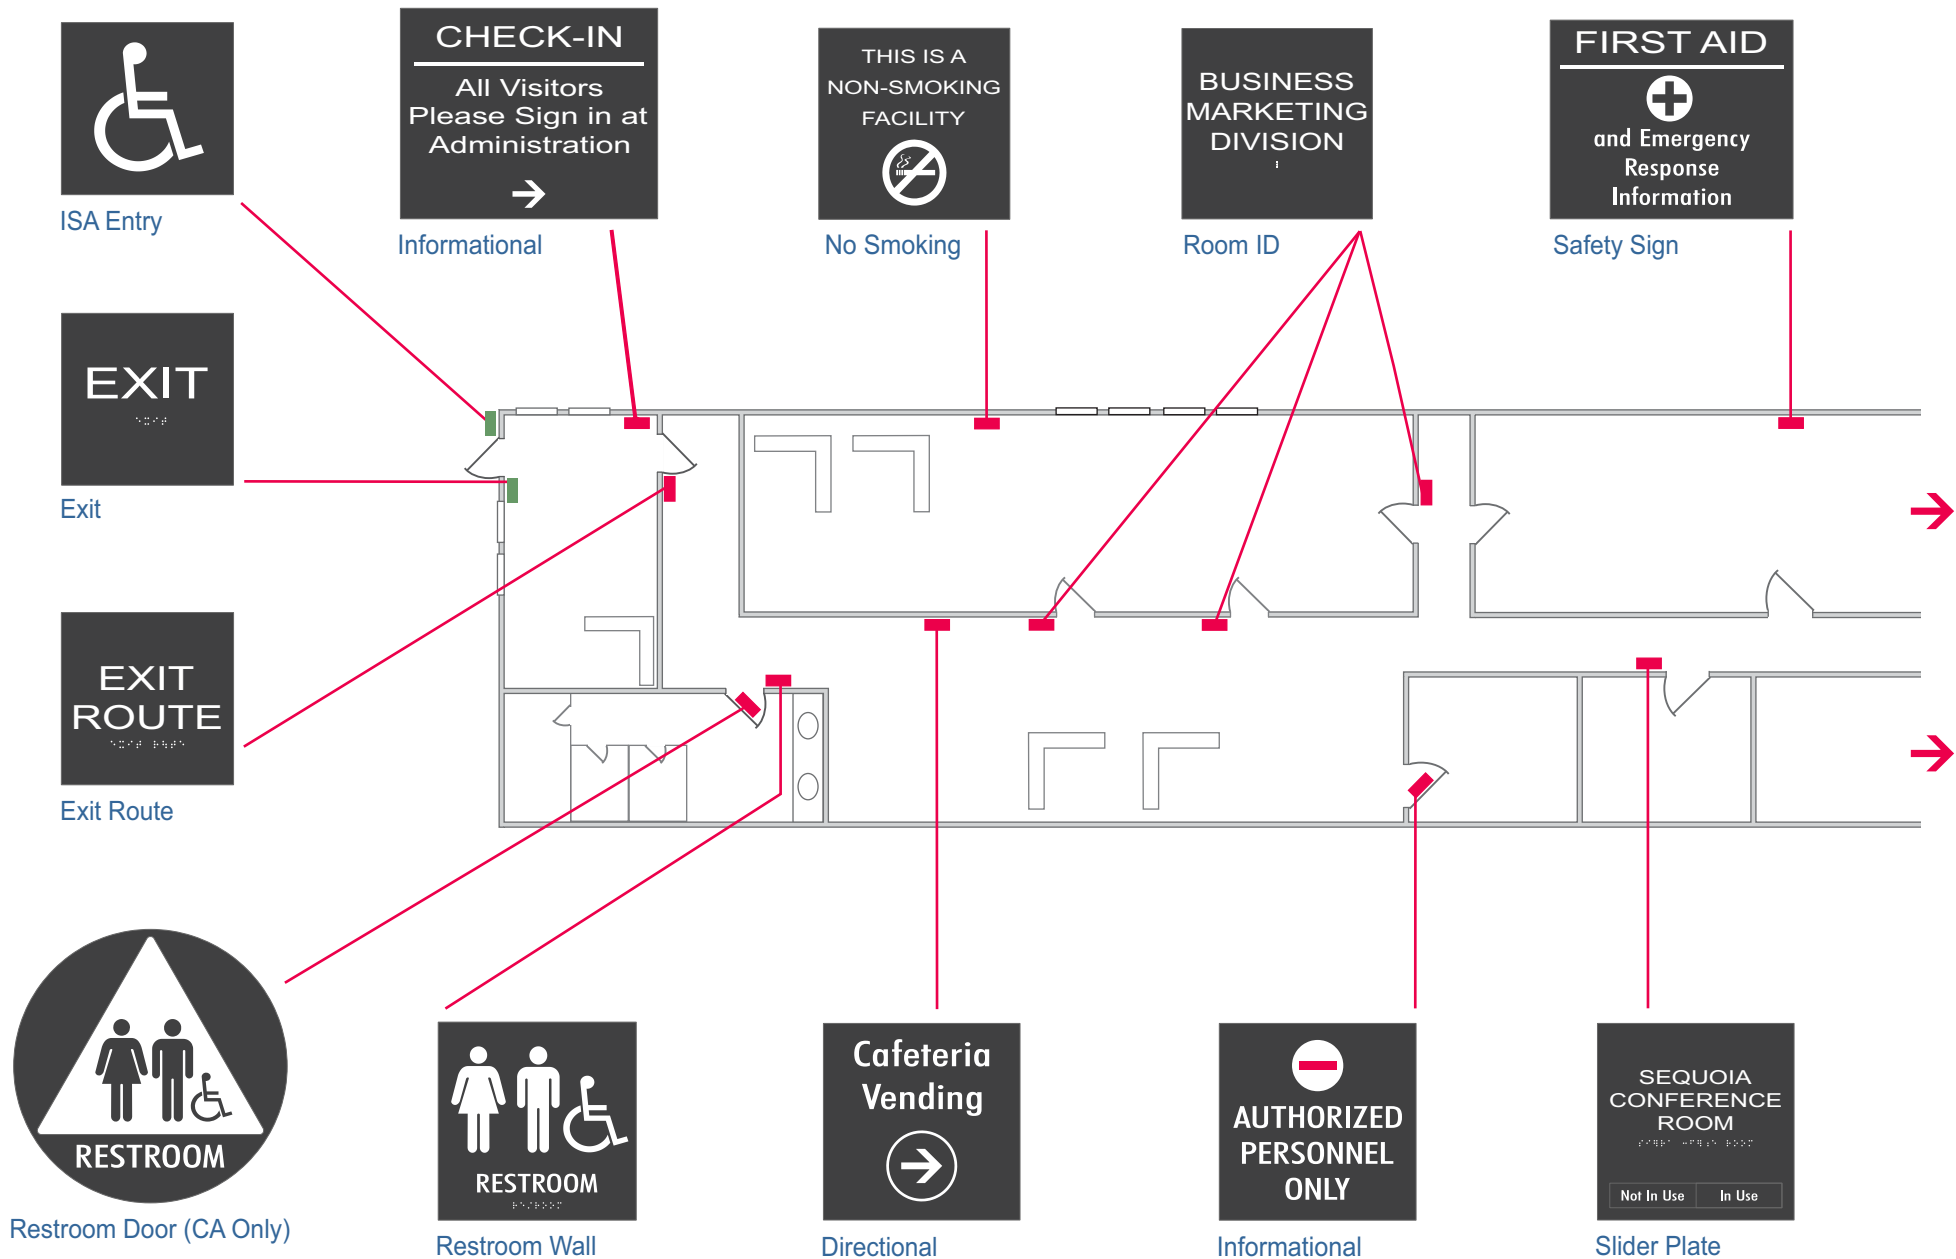 CHECK-IN
All Visitors
Please Sign in at
Administration
THIS IS A
NON-SMOKING
FACILITY
BUSINESS
MARKETING
DIVISION
FIRST AID
and Emergency
Response
Information
ISA Entry
Informational
No Smoking
Room ID
Safety Sign
EXIT
Exit
EXIT
ROUTE
Exit Route
RESTROOM
Restroom Door (CA Only)
RESTROOM
Restroom Wall
Cafeteria
Vending
Directional
AUTHORIZED
PERSONNEL
ONLY
Informational
SEQUOIA
CONFERENCE
ROOM
Not In Use
In Use
Slider Plate